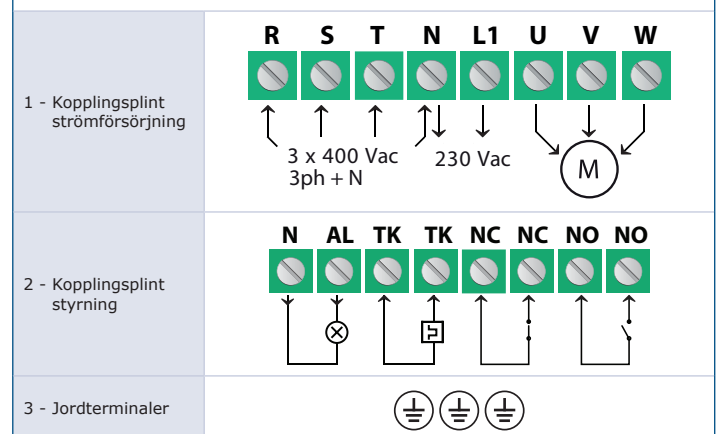 R S T N L1 U V W
1 - Kopplingsplint
strömförsörjning
3 x 400 Vac
3ph + N
230 Vac
M
N AL TK TK NC NC NO NO
2 - Kopplingsplint
styrning
3 - Jordterminaler